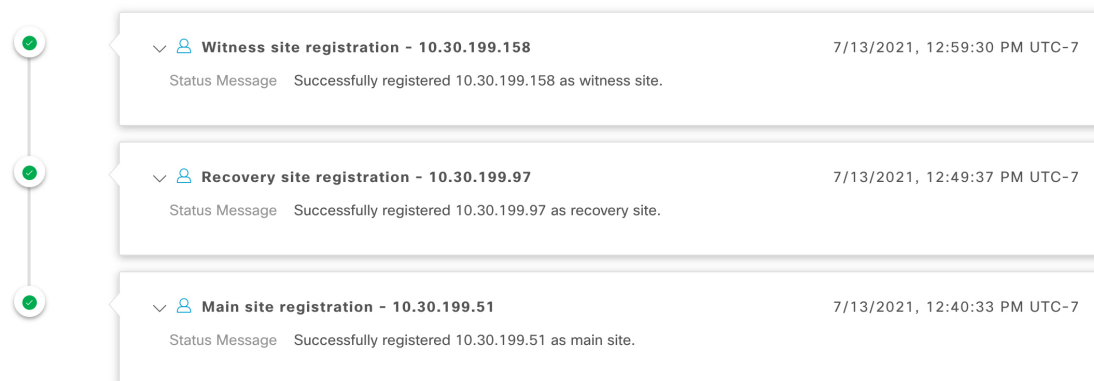 Witness site registration - 10.30.199.158 7/13/2021, 12:59:30 PM UTC-7
Status Message Successfully registered 10.30.199.158 as witness site.
Recovery site registration - 10.30.199.97 7/13/2021, 12:49:37 PM UTC-7
Status Message Successfully registered 10.30.199.97 as recovery site.
Main site registration - 10.30.199.51 7/13/2021, 12:40:33 PM UTC-7
Status Message Successfully registered 10.30.199.51 as main site.